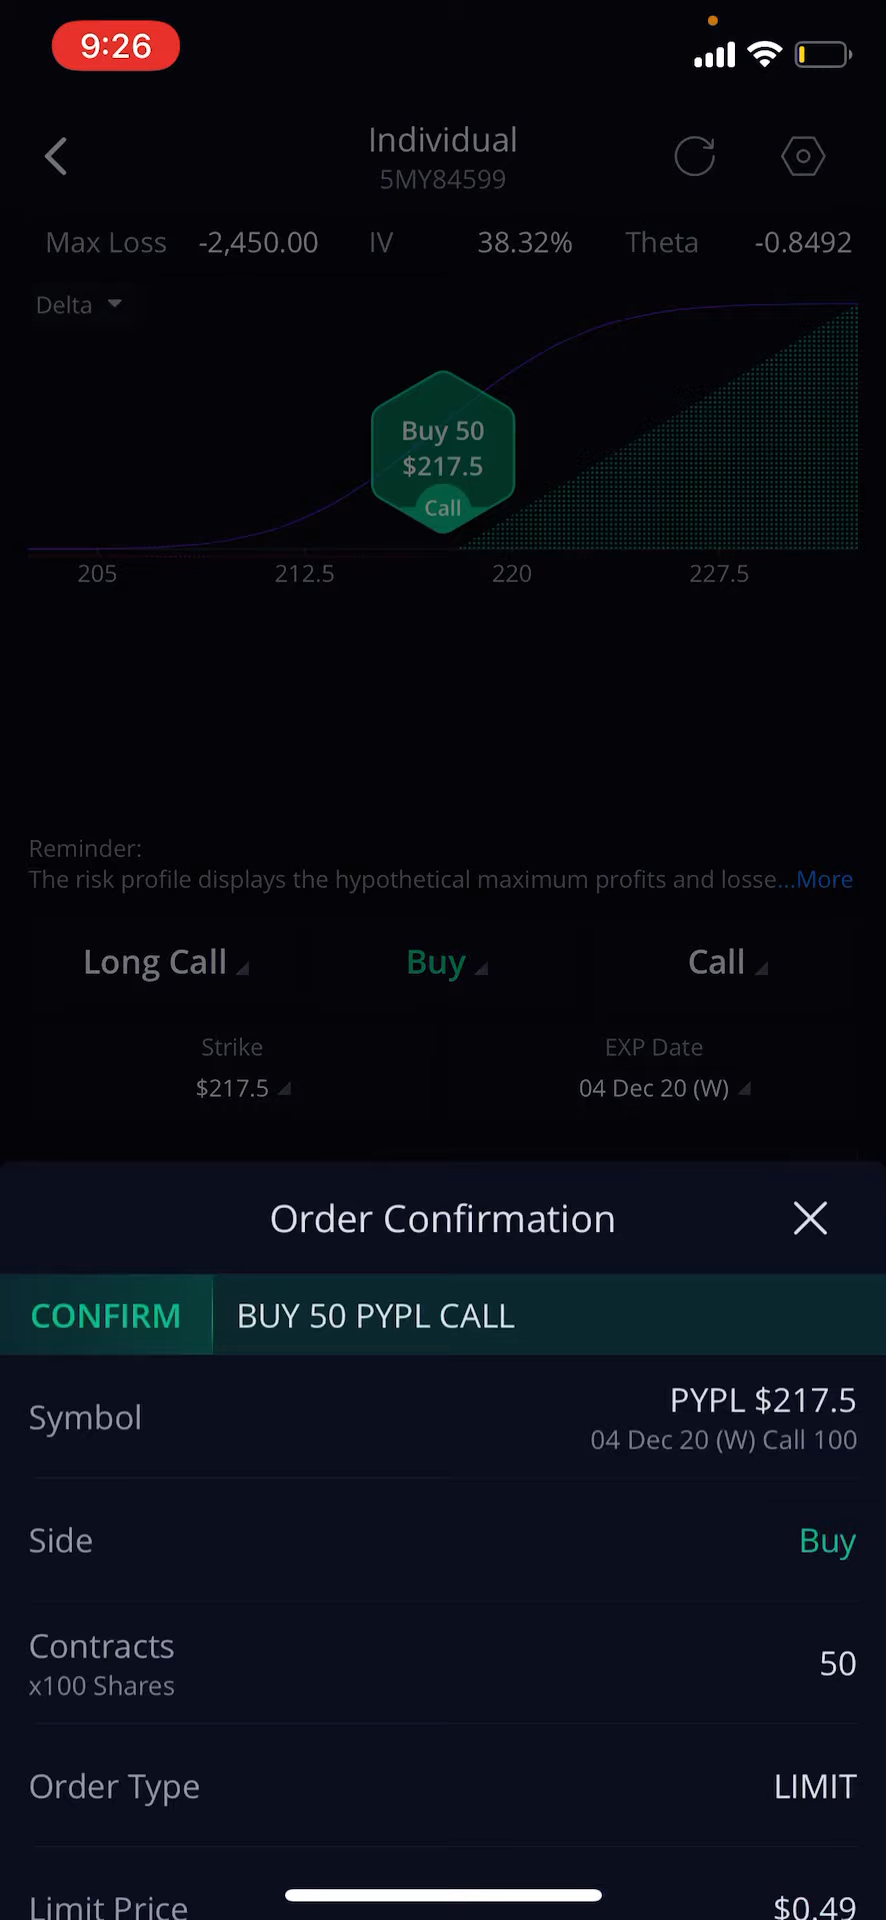 9:26
Individual
5MY84599
Max Loss -2,450.00 IV 38.32% Theta -0.8492
Delta
Buy 50
$217.5
Call
205 212.5 220 227.5
Reminder:
The risk profile displays the hypothetical maximum profits and losse...More
Long Call Buy Call
Strike EXP Date
$217.5 04 Dec 20 (W)
Order Confirmation
CONFIRM BUY 50 PYPL CALL
Symbol PYPL $217.5
04 Dec 20 (W) Call 100
Side Buy
Contracts 50
x100 Shares
Order Type LIMIT
Limit Price $0.49